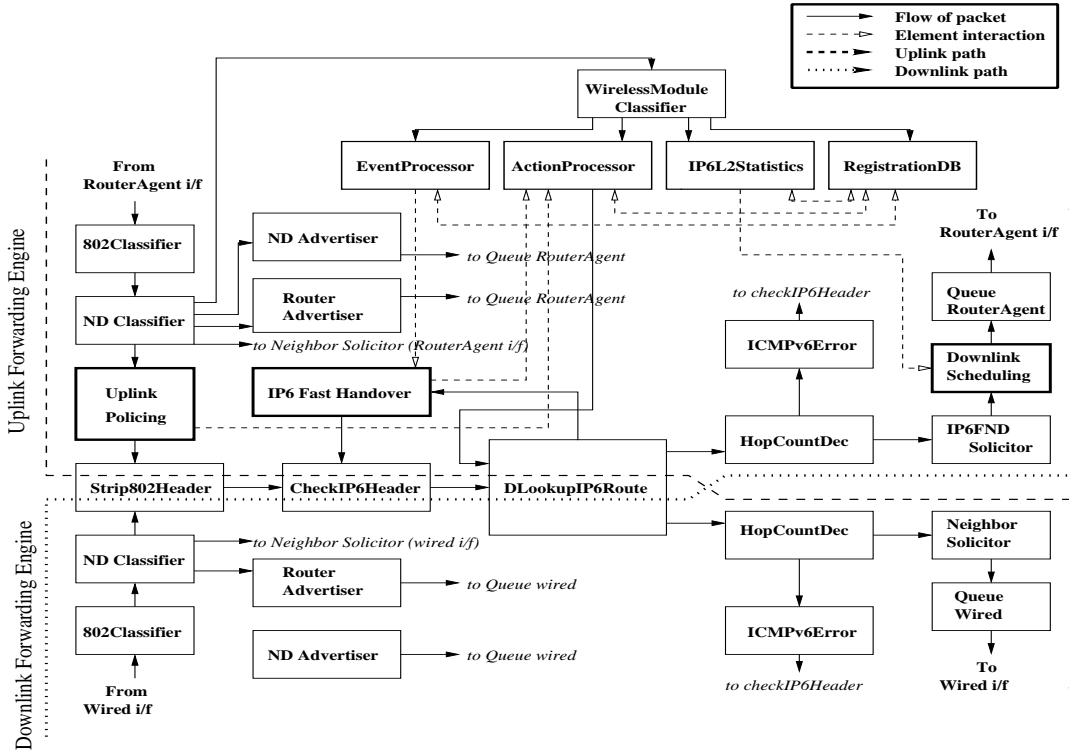 Flow of packet
Element interaction
Uplink path
Downlink path
WirelessModule
Classifier
EventProcessor
ActionProcessor
IP6L2Statistics
RegistrationDB
From
RouterAgent i/f
802Classifier
ND Classifier
ND Advertiser
to Queue RouterAgent
Router
Advertiser
to Queue RouterAgent
to Neighbor Solicitor (RouterAgent i/f)
Uplink
Policing
IP6 Fast Handover
To
RouterAgent i/f
Queue
RouterAgent
to checkIP6Header
ICMPv6Error
Downlink
Scheduling
HopCountDec
IP6FND
Solicitor
Uplink Forwarding Engine
Strip802Header
CheckIP6Header
DLookupIP6Route
Downlink Forwarding Engine
ND Classifier
to Neighbor Solicitor (wired i/f)
Router
Advertiser
to Queue wired
802Classifier
ND Advertiser
to Queue wired
From
Wired i/f
HopCountDec
Neighbor
Solicitor
ICMPv6Error
Queue
Wired
to checkIP6Header
To
Wired i/f